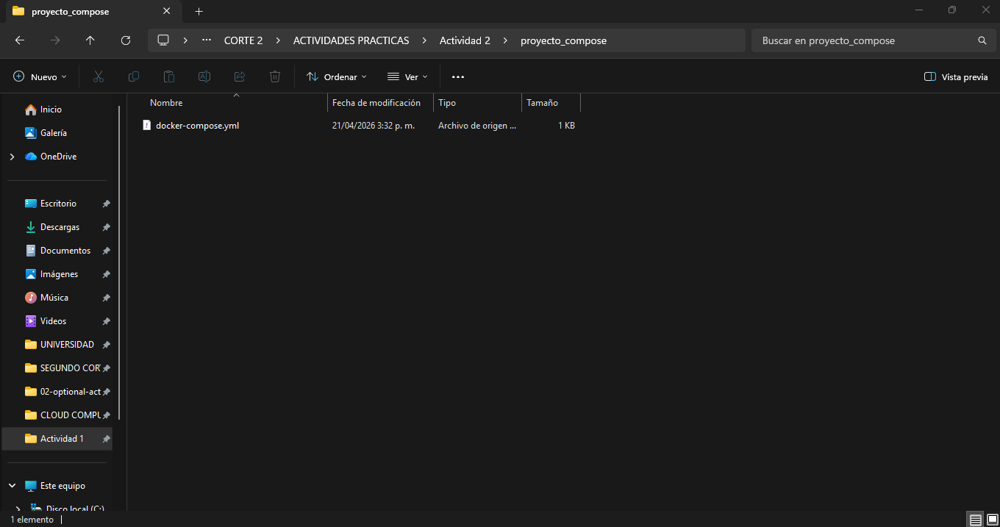 proyecto_compose
CORTE 2 > ACTIVIDADES PRACTICAS > Actividad 2 > proyecto_compose
Buscar en proyecto_compose
Nuevo
Ordenar
Ver
Vista previa
Nombre
Fecha de modificación
Tipo
Tamaño
docker-compose.yml
21/04/2026 3:32 p. m.
Archivo de origen ...
1 KB
Inicio
Galería
OneDrive
Escritorio
Descargas
Documentos
Imágenes
Música
Videos
UNIVERSIDAD
SEGUNDO COR
02-optional-act
CLOUD COMPU
Actividad 1
Este equipo
Disco local (C:)
1 elemento